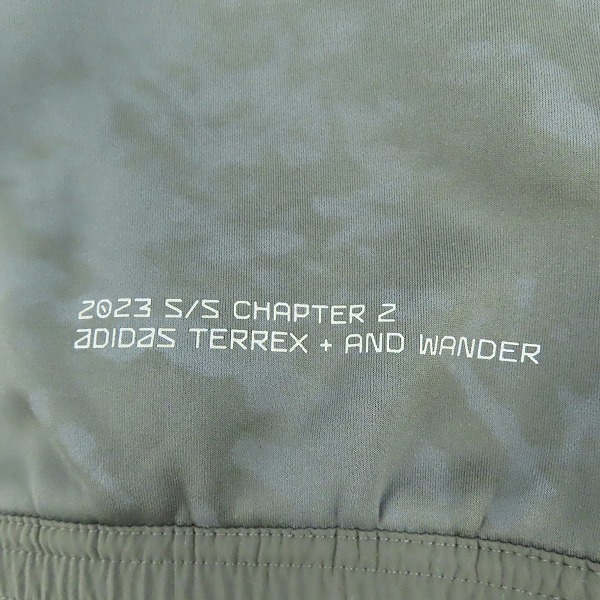 2023 S/S CHAPTER 2
aDIDaS TERREX + AND WANDER